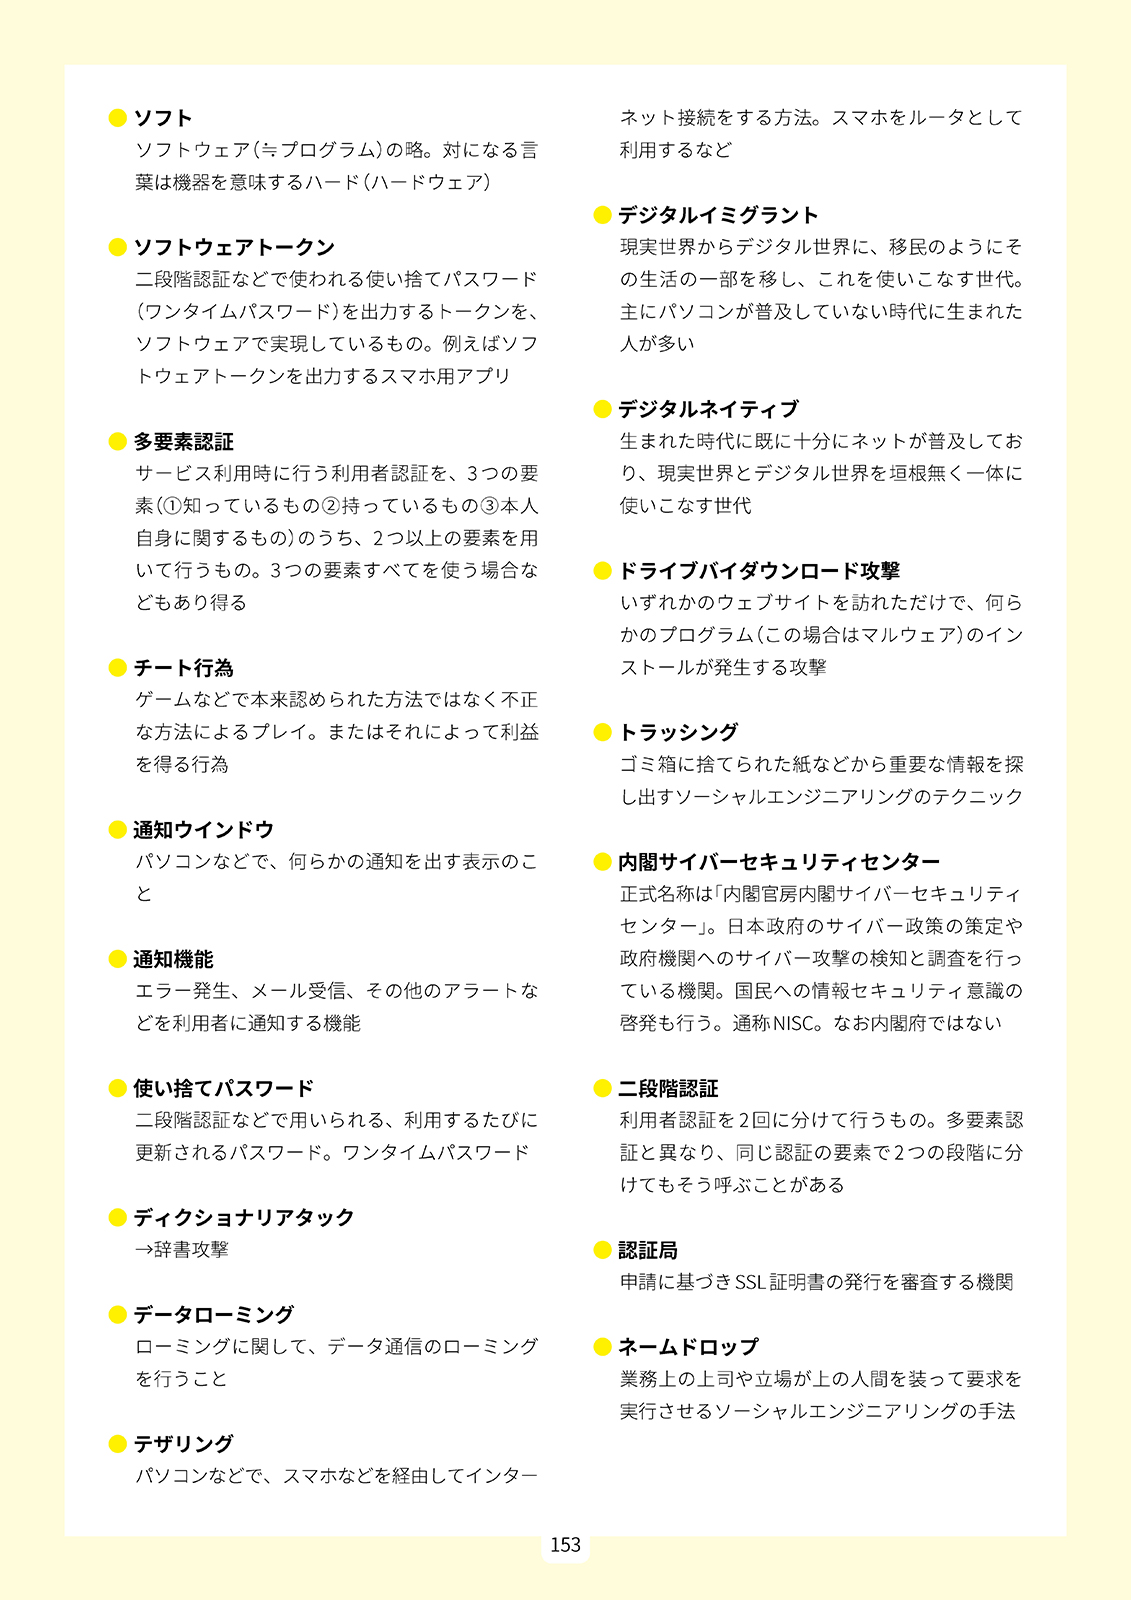 ソフト
ソフトウェア(≒プログラム)の略。対になる言
葉は機器を意味するハード(ハードウェア)
ソフトウェアトークン
二段階認証などで使われる使い捨てパスワード
(ワンタイムパスワード)を出力するトークンを、
ソフトウェアで実現しているもの。例えばソフ
トウェアトークンを出力するスマホ用アプリ
多要素認証
サービス利用時に行う利用者認証を、3つの要
素(①知っているもの②持っているもの③本人
自身に関するもの)のうち、2つ以上の要素を用
いて行うもの。3つの要素すべてを使う場合な
どもあり得る
チート行為
ゲームなどで本来認められた方法ではなく不正
な方法によるプレイ。またはそれによって利益
を得る行為
通知ウインドウ
パソコンなどで、何らかの通知を出す表示のこ
と
通知機能
エラー発生、メール受信、その他のアラートな
どを利用者に通知する機能
使い捨てパスワード
二段階認証などで用いられる、利用するたびに
更新されるパスワード。ワンタイムパスワード
ディクショナリアタック
→辞書攻撃
データローミング
ローミングに関して、データ通信のローミング
を行うこと
テザリング
パソコンなどで、スマホなどを経由してインター
ネット接続をする方法。スマホをルータとして
利用するなど
デジタルイミグラント
現実世界からデジタル世界に、移民のようにそ
の生活の一部を移し、これを使いこなす世代。
主にパソコンが普及していない時代に生まれた
人が多い
デジタルネイティブ
生まれた時代に既に十分にネットが普及してお
り、現実世界とデジタル世界を垣根無く一体に
使いこなす世代
ドライブバイダウンロード攻撃
いずれかのウェブサイトを訪れただけで、何ら
かのプログラム(この場合はマルウェア)のイン
ストールが発生する攻撃
トラッシング
ゴミ箱に捨てられた紙などから重要な情報を探
し出すソーシャルエンジニアリングのテクニック
内閣サイバーセキュリティセンター
正式名称は「内閣官房内閣サイバーセキュリティ
センター」。日本政府のサイバー政策の策定や
政府機関へのサイバー攻撃の検知と調査を行っ
ている機関。国民への情報セキュリティ意識の
啓発も行う。通称NISC。なお内閣府ではない
二段階認証
利用者認証を2回に分けて行うもの。多要素認
証と異なり、同じ認証の要素で2つの段階に分
けてもそう呼ぶことがある
認証局
申請に基づきSSL証明書の発行を審査する機関
ネームドロップ
業務上の上司や立場が上の人間を装って要求を
実行させるソーシャルエンジニアリングの手法
153